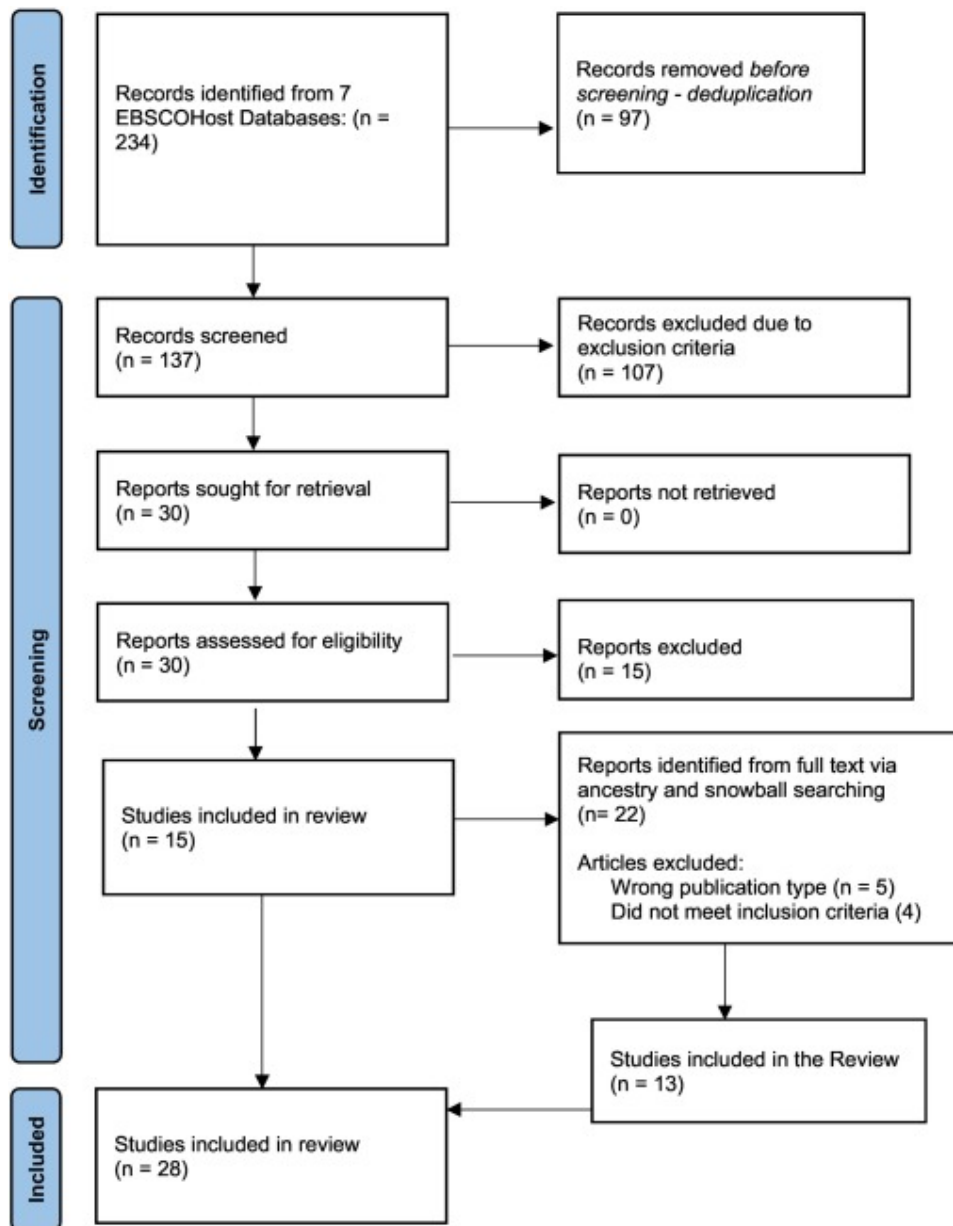 Identification
Records identified from 7
EBSCOHost Databases: (n =
234)
Records removed before
screening - deduplication
(n = 97)
Screening
Records screened
(n = 137)
Records excluded due to
exclusion criteria
(n = 107)
Reports sought for retrieval
(n = 30)
Reports not retrieved
(n = 0)
Reports assessed for eligibility
(n = 30)
Reports excluded
(n = 15)
Studies included in review
(n = 15)
Reports identified from full text via
ancestry and snowball searching
(n= 22)
Articles excluded:
Wrong publication type (n = 5)
Did not meet inclusion criteria (4)
Studies included in the Review
(n = 13)
Included
Studies included in review
(n = 28)